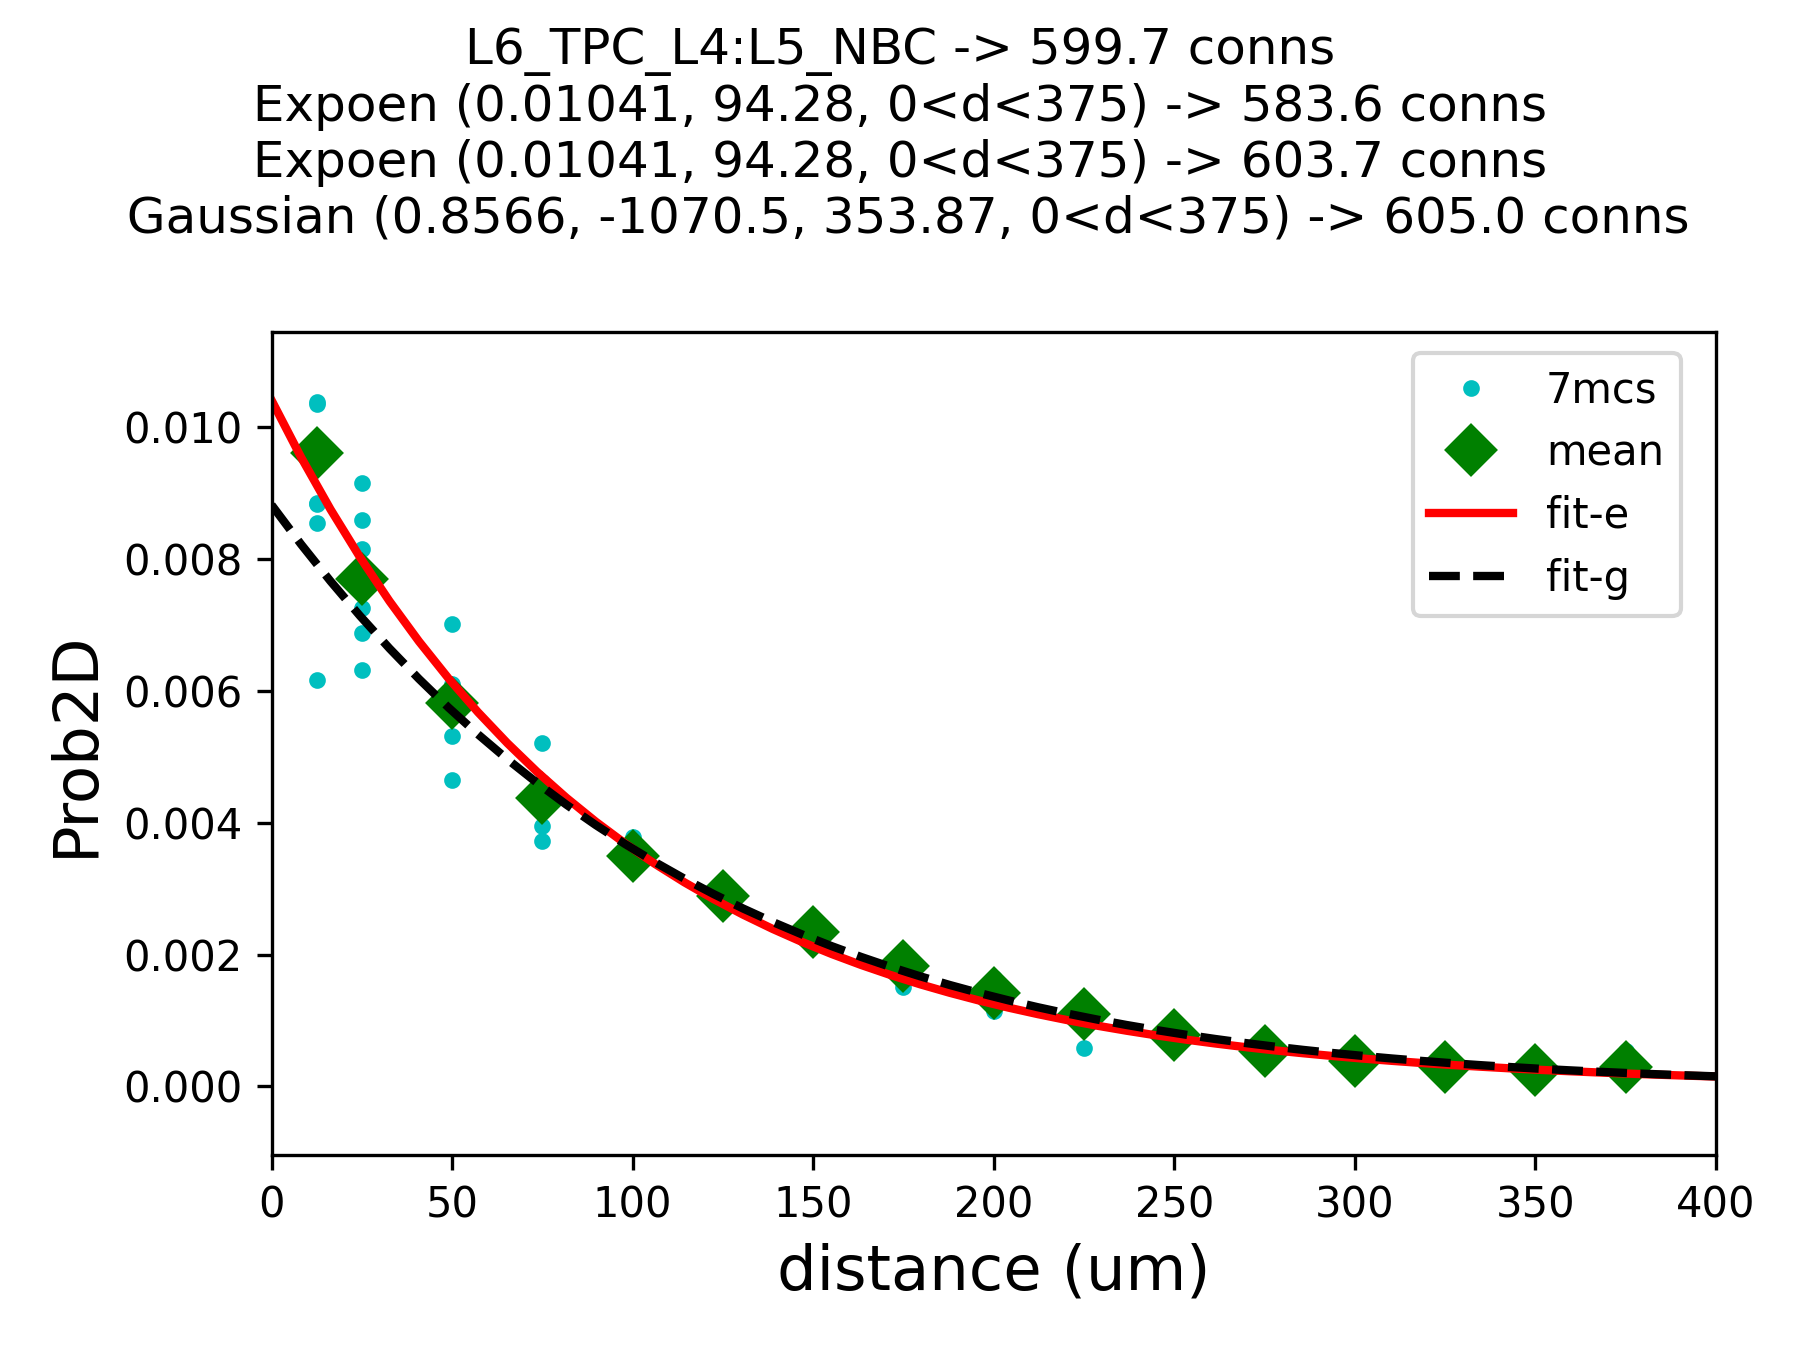 L6_TPC_L4:L5_NBC -> 599.7 conns
Expoen (0.01041, 94.28, 0<d<375) -> 583.6 conns
Expoen (0.01041, 94.28, 0<d<375) -> 603.7 conns
Gaussian (0.8566, -1070.5, 353.87, 0<d<375) -> 605.0 conns
7mcs
mean
fit-e
fit-g
Prob2D
0.010
0.008
0.006
0.004
0.002
0.000
0 50 100 150 200 250 300 350 400
distance (um)